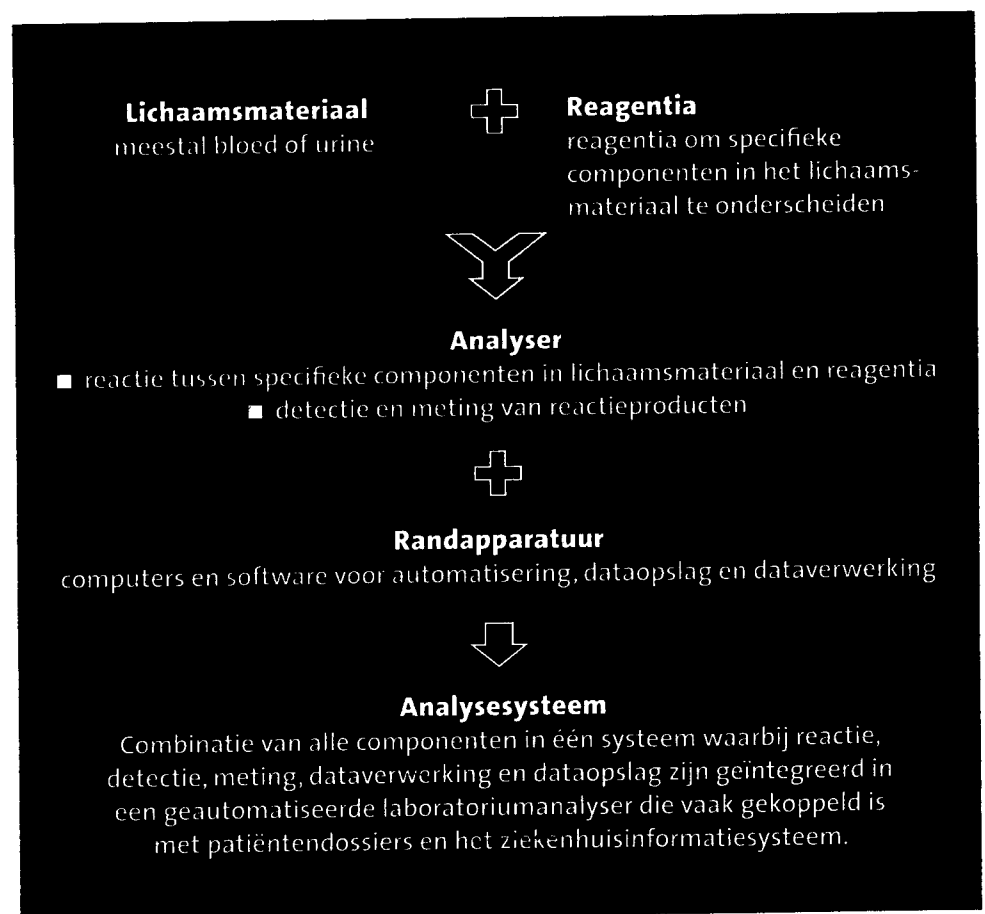 Lichaamsmateriaal
meestal bloed of urine
Reagentia
reagentia om specifieke
componenten in het lichaams-
materiaal te onderscheiden
Analyser
■ reactie tussen specifieke componenten in lichaamsmateriaal en reagentia
■ detectie en meting van reactieproducten
Randapparatuur
computers en software voor automatisering, dataopslag en dataverwerking
Analysesysteem
Combinatie van alle componenten in één systeem waarbij reactie,
detectie, meting, dataverwerking en dataopslag zijn geïntegreerd in
een geautomatiseerde laboratoriumanalyser die vaak gekoppeld is
met patiëntendossiers en het ziekenhuisinformatiesysteem.